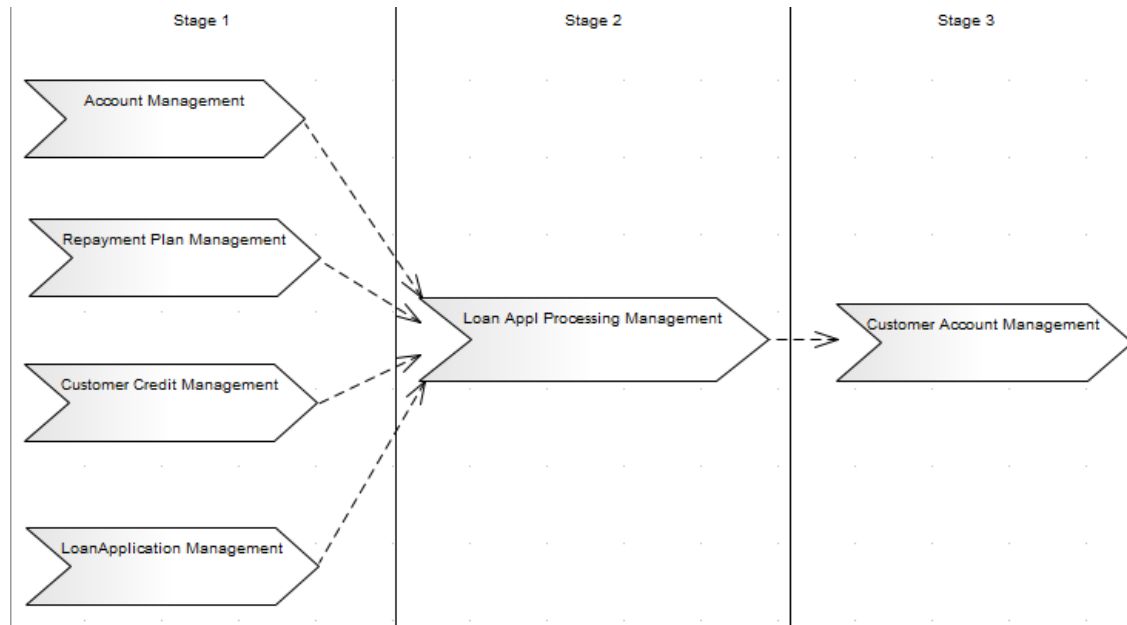 Stage 1
Stage 2
Stage 3
Account Management
Repayment Plan Management
Customer Credit Management
LoanApplication Management
Loan Appl Processing Management
Customer Account Management